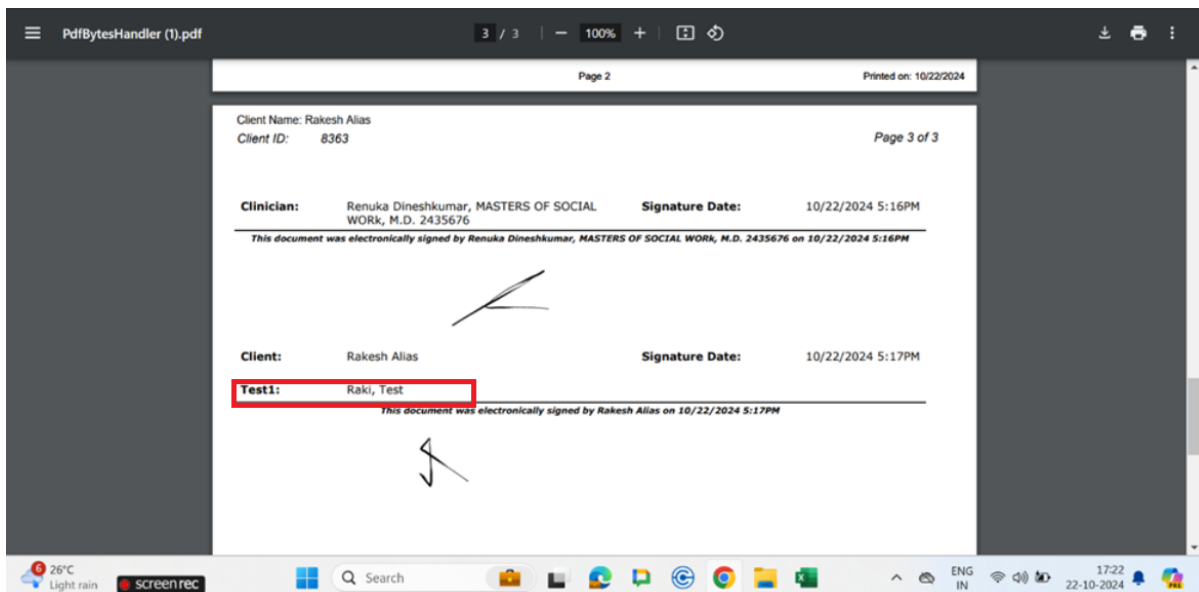 PdfBytesHandler (1).pdf
3 / 3
100%
Page 2
Printed on: 10/22/2024
Client Name: Rakesh Alias
Client ID: 8363
Page 3 of 3
Clinician: Renuka Dineshkumar, MASTERS OF SOCIAL WORk, M.D. 2435676
Signature Date: 10/22/2024 5:16PM
This document was electronically signed by Renuka Dineshkumar, MASTERS OF SOCIAL WORk, M.D. 2435676 on 10/22/2024 5:16PM
Client: Rakesh Alias
Signature Date: 10/22/2024 5:17PM
Test1: Raki, Test
This document was electronically signed by Rakesh Alias on 10/22/2024 5:17PM
6
26°C
Light rain
screenrec
Search
ENG
IN
17:22
22-10-2024
PRE